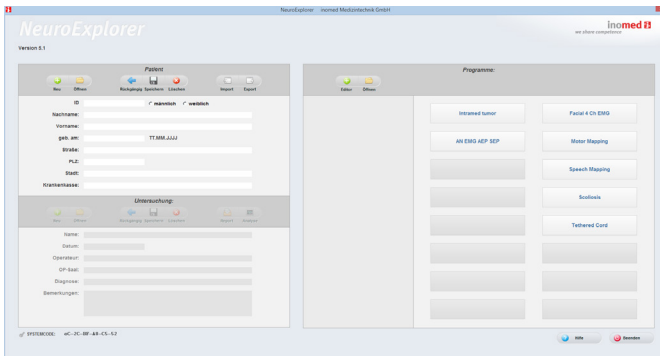 NeuroExplorer inomed Medizintechnik GmbH
NeuroExplorer
inomed
we share competence
Version 5.1
Patient
Neu Öffnen Rückgängig Speichern Löschen Import Export
ID männlich weiblich
Nachname:
Vorname:
geb. am: TT.MM.JJJJ
Straße:
PLZ:
Stadt:
Krankenkasse:
Untersuchung:
Neu Öffnen Rückgängig Speichern Löschen Import
Name:
Datum:
Operateur:
OP-Saal:
Diagnose:
Bemerkungen:
Programme:
Editor Öffnen
Intramed tumor Facial 4 Ch EMG
AN EMG AEP SEP Motor Mapping
Speech Mapping
Scoliosis
Tethered Cord
SYSTEMCODE:
Hilfe Beenden